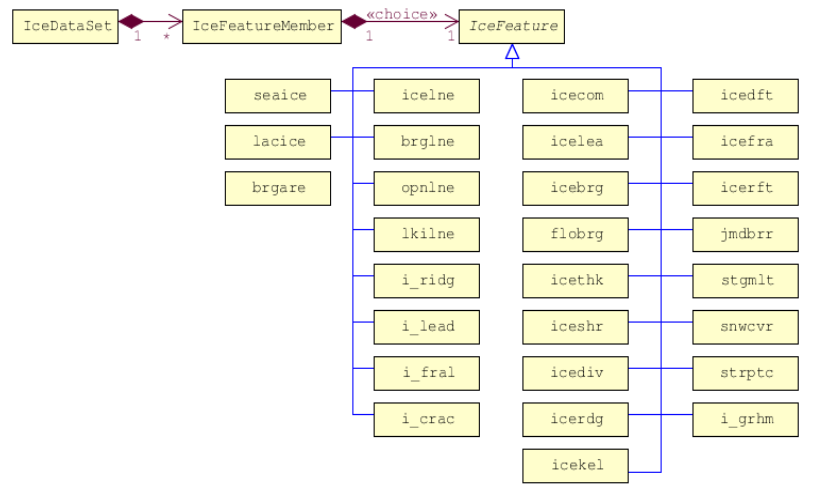 IceDataSet
1
*
IceFeatureMember
1
«choice»
1
IceFeature
seaice
icelne
icecom
icedft
lacice
brglne
icelea
icefra
brgare
opnlne
icebrg
icerft
lkilne
flobrg
jmdbrr
i_ridg
icethk
stgmlt
i_lead
iceshr
snwcvr
i_fral
icediv
strptc
i_crac
icerdg
i_grhm
icekel